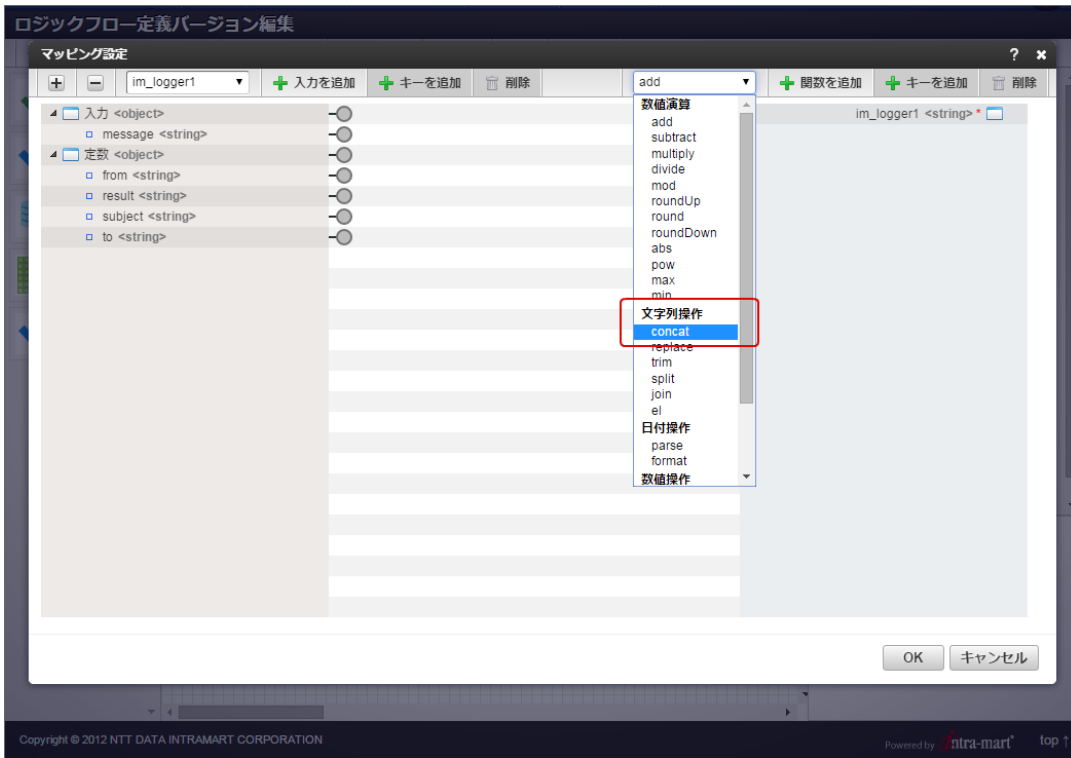 ロジックフロー定義バージョン編集
マッピング設定
? ×
im_logger1 ▼ 入力を追加 キーを追加 削除 add ▼ 関数を追加 キーを追加 削除
入力 <object>
message <string>
定数 <object>
from <string>
result <string>
subject <string>
to <string>
im_logger1 <string> *
数値演算
add
subtract
multiply
divide
mod
roundUp
round
roundDown
abs
pow
max
min
文字列操作
concat
replace
trim
split
join
el
日付操作
parse
format
数値操作
OK キャンセル
Copyright © 2012 NTT DATA INTRAMART CORPORATION
Powered by intra-mart
top ↑